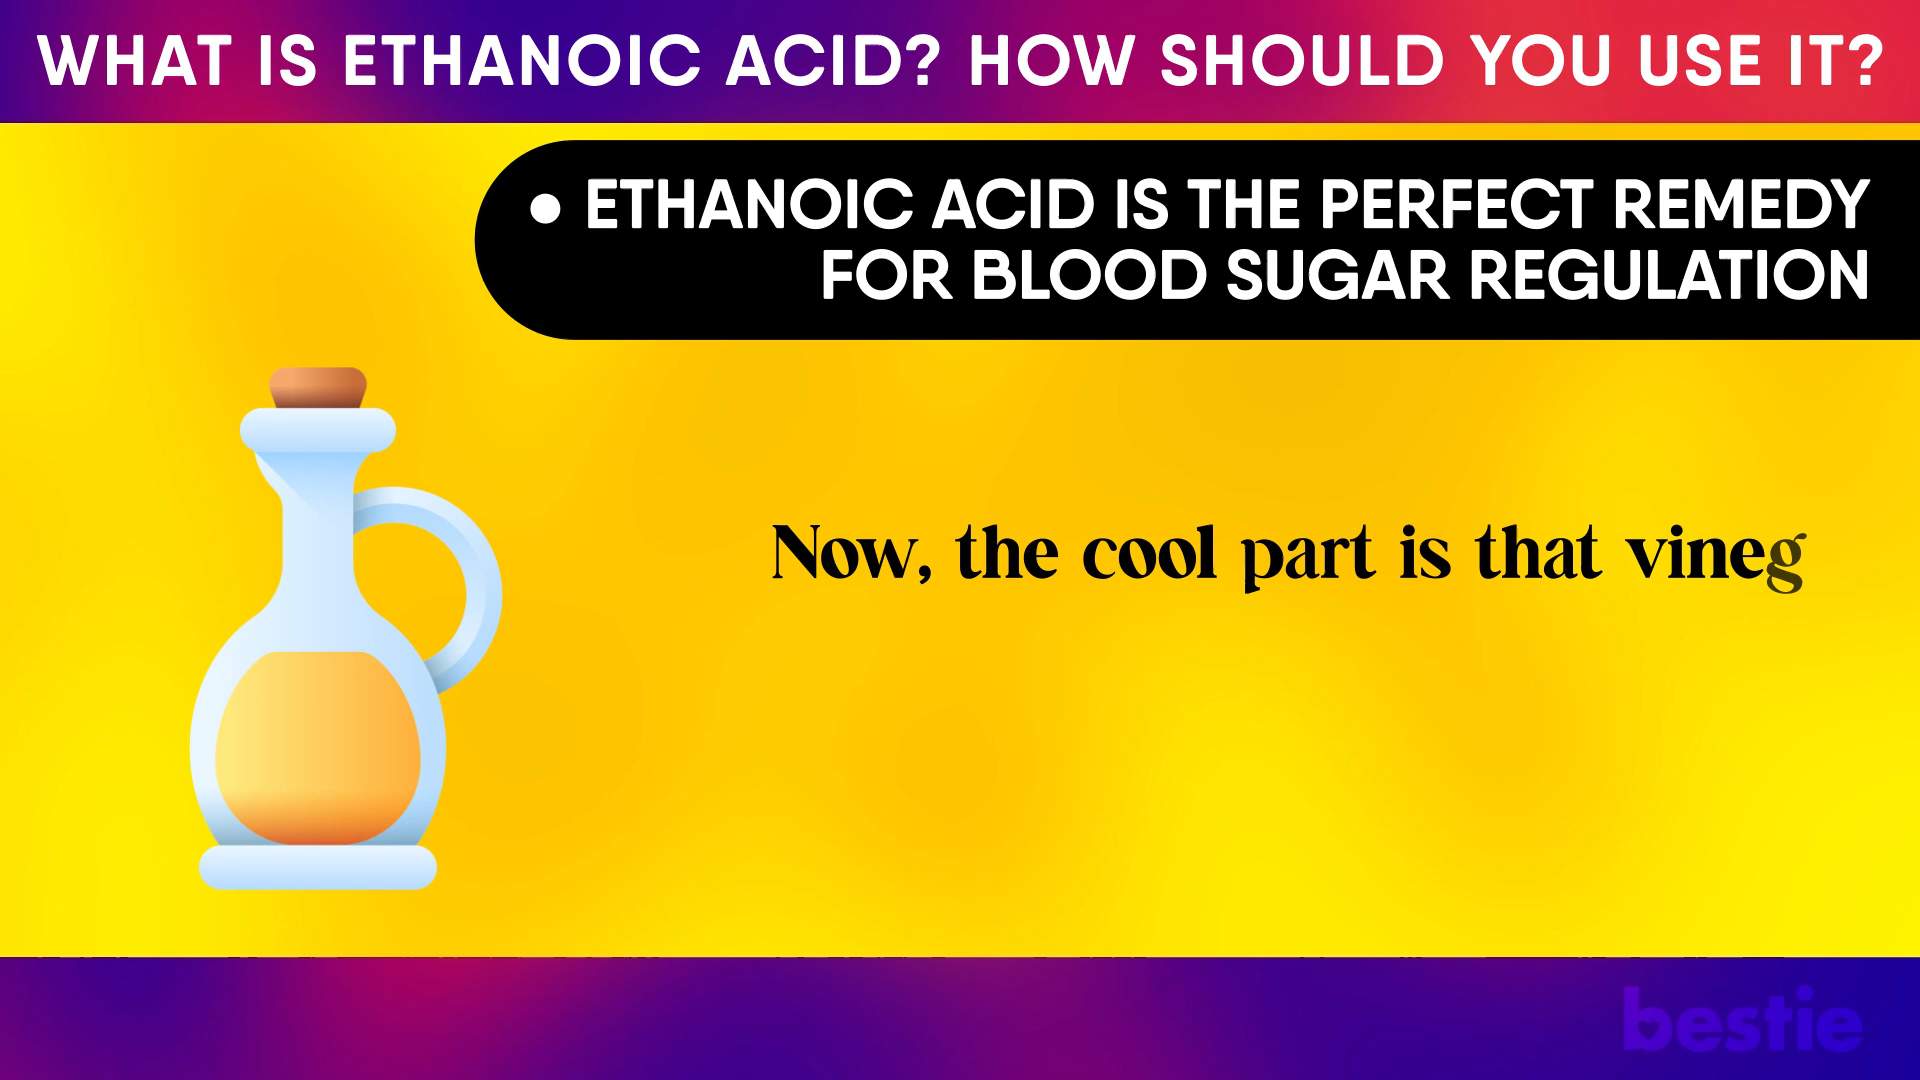 WHAT IS ETHANOIC ACID? HOW SHOULD YOU USE IT?
● ETHANOIC ACID IS THE PERFECT REMEDY
FOR BLOOD SUGAR REGULATION
Now, the cool part is that vineg
bestie